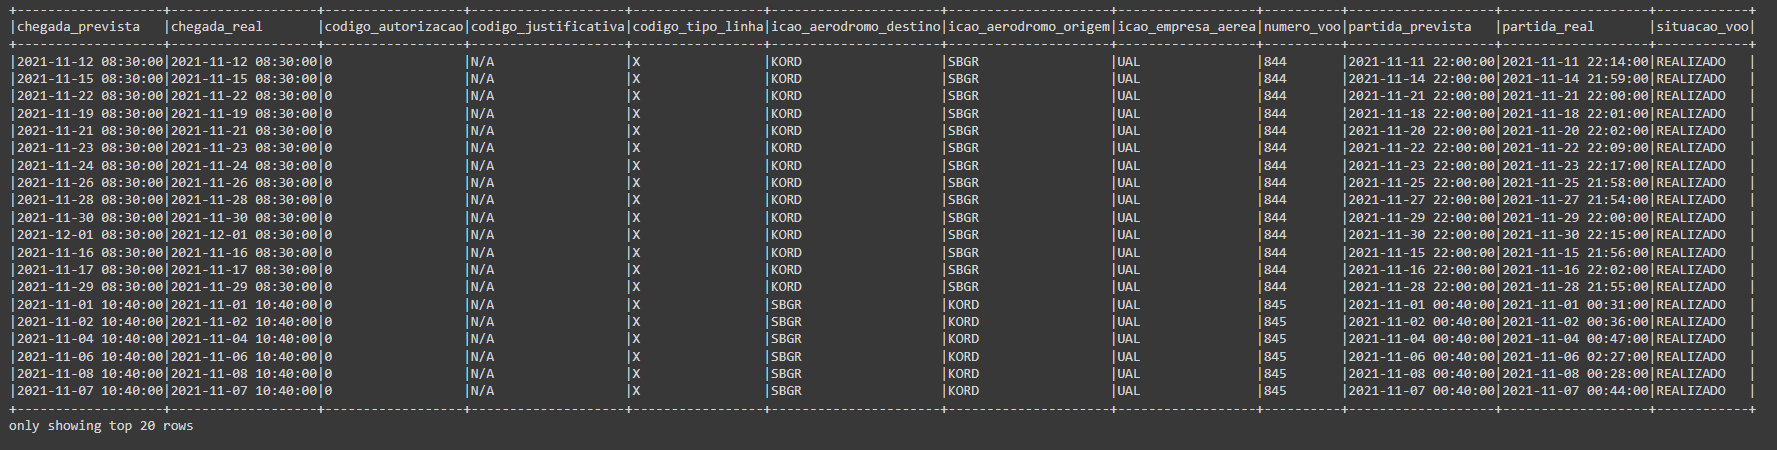 +-------------------+-------------------+------------------+--------------------+-----------------+--------------------+---------------------+------------------+----------+-------------------+-------------------+------------+
|chegada_prevista   |chegada_real       |codigo_autorizacao|codigo_justificativa|codigo_tipo_linha|icao_aerodromo_destino|icao_aerodromo_origem|icao_empresa_aerea|numero_voo|partida_prevista   |partida_real       |situacao_voo|
+-------------------+-------------------+------------------+--------------------+-----------------+--------------------+---------------------+------------------+----------+-------------------+-------------------+------------+
|2021-11-12 08:30:00|2021-11-12 08:30:00|0 |N/A |X |KORD |SBGR |UAL |844 |2021-11-11 22:00:00|2021-11-11 22:14:00|REALIZADO |
|2021-11-15 08:30:00|2021-11-15 08:30:00|0 |N/A |X |KORD |SBGR |UAL |844 |2021-11-14 22:00:00|2021-11-14 21:59:00|REALIZADO |
|2021-11-22 08:30:00|2021-11-22 08:30:00|0 |N/A |X |KORD |SBGR |UAL |844 |2021-11-21 22:00:00|2021-11-21 22:00:00|REALIZADO |
|2021-11-19 08:30:00|2021-11-19 08:30:00|0 |N/A |X |KORD |SBGR |UAL |844 |2021-11-18 22:00:00|2021-11-18 22:01:00|REALIZADO |
|2021-11-21 08:30:00|2021-11-21 08:30:00|0 |N/A |X |KORD |SBGR |UAL |844 |2021-11-20 22:00:00|2021-11-20 22:02:00|REALIZADO |
|2021-11-23 08:30:00|2021-11-23 08:30:00|0 |N/A |X |KORD |SBGR |UAL |844 |2021-11-22 22:00:00|2021-11-22 22:09:00|REALIZADO |
|2021-11-24 08:30:00|2021-11-24 08:30:00|0 |N/A |X |KORD |SBGR |UAL |844 |2021-11-23 22:00:00|2021-11-23 22:17:00|REALIZADO |
|2021-11-26 08:30:00|2021-11-26 08:30:00|0 |N/A |X |KORD |SBGR |UAL |844 |2021-11-25 22:00:00|2021-11-25 21:58:00|REALIZADO |
|2021-11-28 08:30:00|2021-11-28 08:30:00|0 |N/A |X |KORD |SBGR |UAL |844 |2021-11-27 22:00:00|2021-11-27 21:54:00|REALIZADO |
|2021-11-30 08:30:00|2021-11-30 08:30:00|0 |N/A |X |KORD |SBGR |UAL |844 |2021-11-29 22:00:00|2021-11-29 22:00:00|REALIZADO |
|2021-12-01 08:30:00|2021-12-01 08:30:00|0 |N/A |X |KORD |SBGR |UAL |844 |2021-11-30 22:00:00|2021-11-30 22:15:00|REALIZADO |
|2021-11-16 08:30:00|2021-11-16 08:30:00|0 |N/A |X |KORD |SBGR |UAL |844 |2021-11-15 22:00:00|2021-11-15 21:56:00|REALIZADO |
|2021-11-17 08:30:00|2021-11-17 08:30:00|0 |N/A |X |KORD |SBGR |UAL |844 |2021-11-16 22:00:00|2021-11-16 22:02:00|REALIZADO |
|2021-11-29 08:30:00|2021-11-29 08:30:00|0 |N/A |X |KORD |SBGR |UAL |844 |2021-11-28 22:00:00|2021-11-28 21:55:00|REALIZADO |
|2021-11-01 10:40:00|2021-11-01 10:40:00|0 |N/A |X |SBGR |KORD |UAL |845 |2021-11-01 00:40:00|2021-11-01 00:31:00|REALIZADO |
|2021-11-02 10:40:00|2021-11-02 10:40:00|0 |N/A |X |SBGR |KORD |UAL |845 |2021-11-02 00:40:00|2021-11-02 00:36:00|REALIZADO |
|2021-11-04 10:40:00|2021-11-04 10:40:00|0 |N/A |X |SBGR |KORD |UAL |845 |2021-11-04 00:40:00|2021-11-04 00:47:00|REALIZADO |
|2021-11-06 10:40:00|2021-11-06 10:40:00|0 |N/A |X |SBGR |KORD |UAL |845 |2021-11-06 00:40:00|2021-11-06 02:27:00|REALIZADO |
|2021-11-08 10:40:00|2021-11-08 10:40:00|0 |N/A |X |SBGR |KORD |UAL |845 |2021-11-08 00:40:00|2021-11-08 00:28:00|REALIZADO |
|2021-11-07 10:40:00|2021-11-07 10:40:00|0 |N/A |X |SBGR |KORD |UAL |845 |2021-11-07 00:40:00|2021-11-07 00:44:00|REALIZADO |
+-------------------+-------------------+------------------+--------------------+-----------------+--------------------+---------------------+------------------+----------+-------------------+-------------------+------------+
only showing top 20 rows